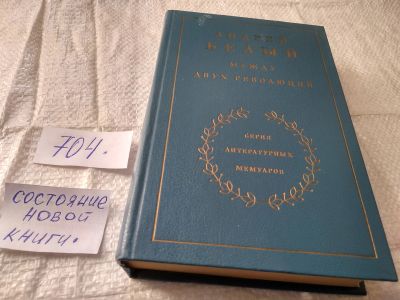 АНДРЕЙ
БЕЛЫЙ
МЕЖДУ
ДВУХ РЕВОЛЮЦИЙ
СЕРИЯ
ЛИТЕРАТУРНЫХ
МЕМУАРОВ
704.
СОСТОЯНИЕ
НОВОЙ
КНИГИ.